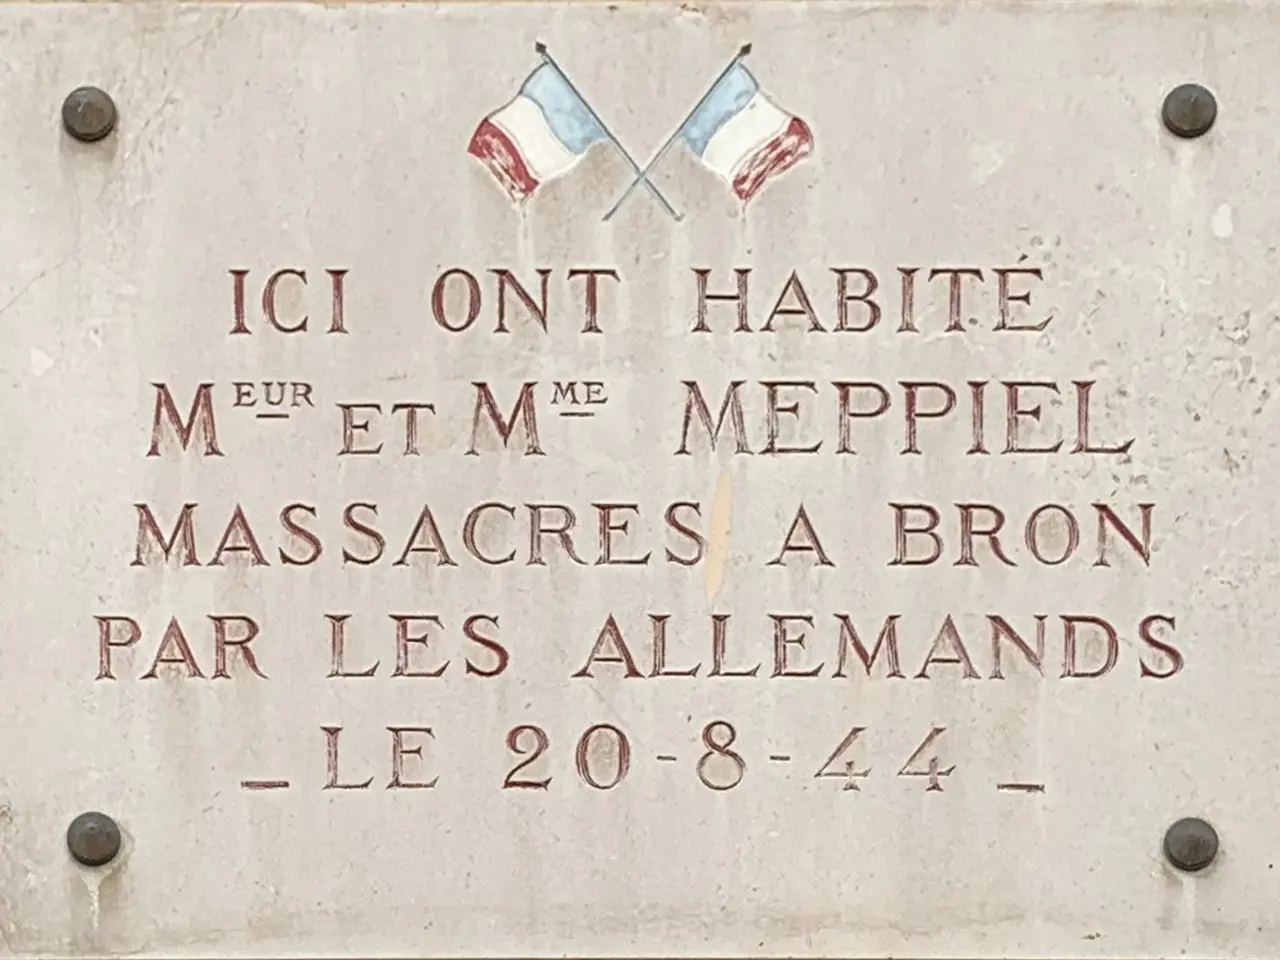 ICI ONT HABITÉ
MEUR ET MME MEPPIEL
MASSACRES A BRON
PAR LES ALLEMANDS
_ LE 20-8-44 _